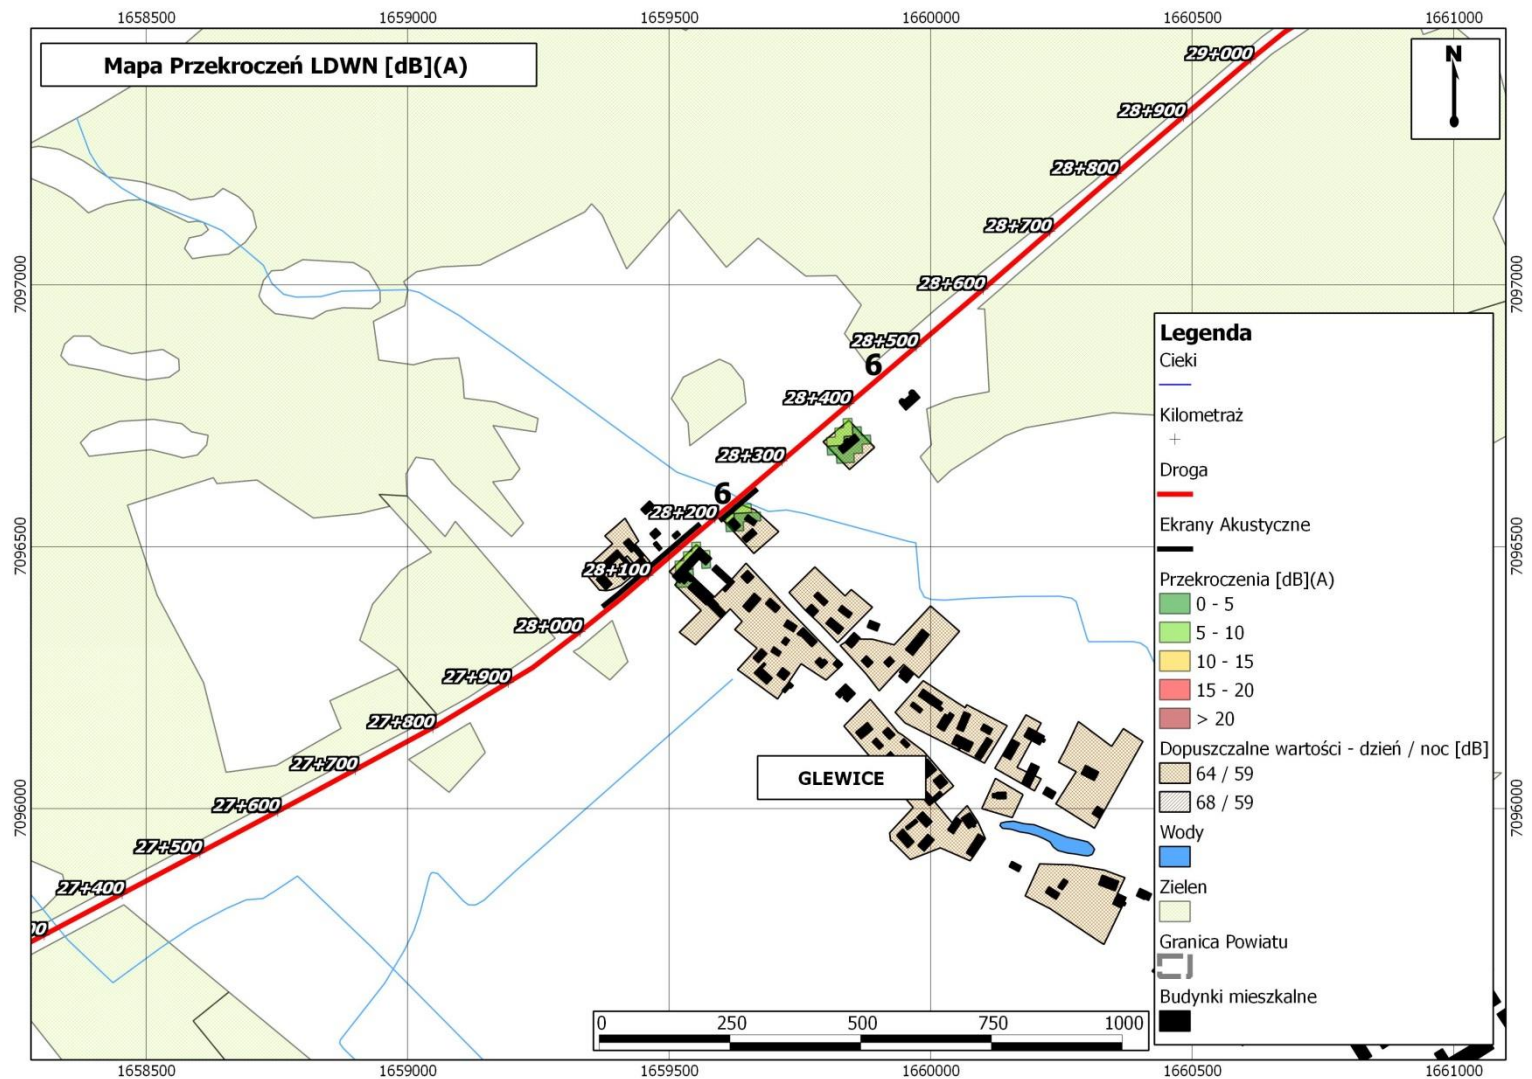 1658500 1659000 1659500 1660000 1660500 1661000
Mapa Przekroczeń LDWN [dB](A)
N
29+000
28+900
28+800
28+700
7097000
7097000
28+600
28+500
6
28+400
28+300
6
28+200
7096500
7096500
28+100
28+000
27+900
27+800
27+700
GLEWICE
27+600
7096000
7096000
27+500
27+400
00
Legenda
Cieki
Kilometraż
Droga
Ekrany Akustyczne
Przekroczenia [dB](A)
0 - 5
5 - 10
10 - 15
15 - 20
> 20
Dopuszczalne wartości - dzień / noc [dB]
64 / 59
68 / 59
Wody
Zielen
Granica Powiatu
Budynki mieszkalne
0 250 500 750 1000
1658500 1659000 1659500 1660000 1660500 1661000